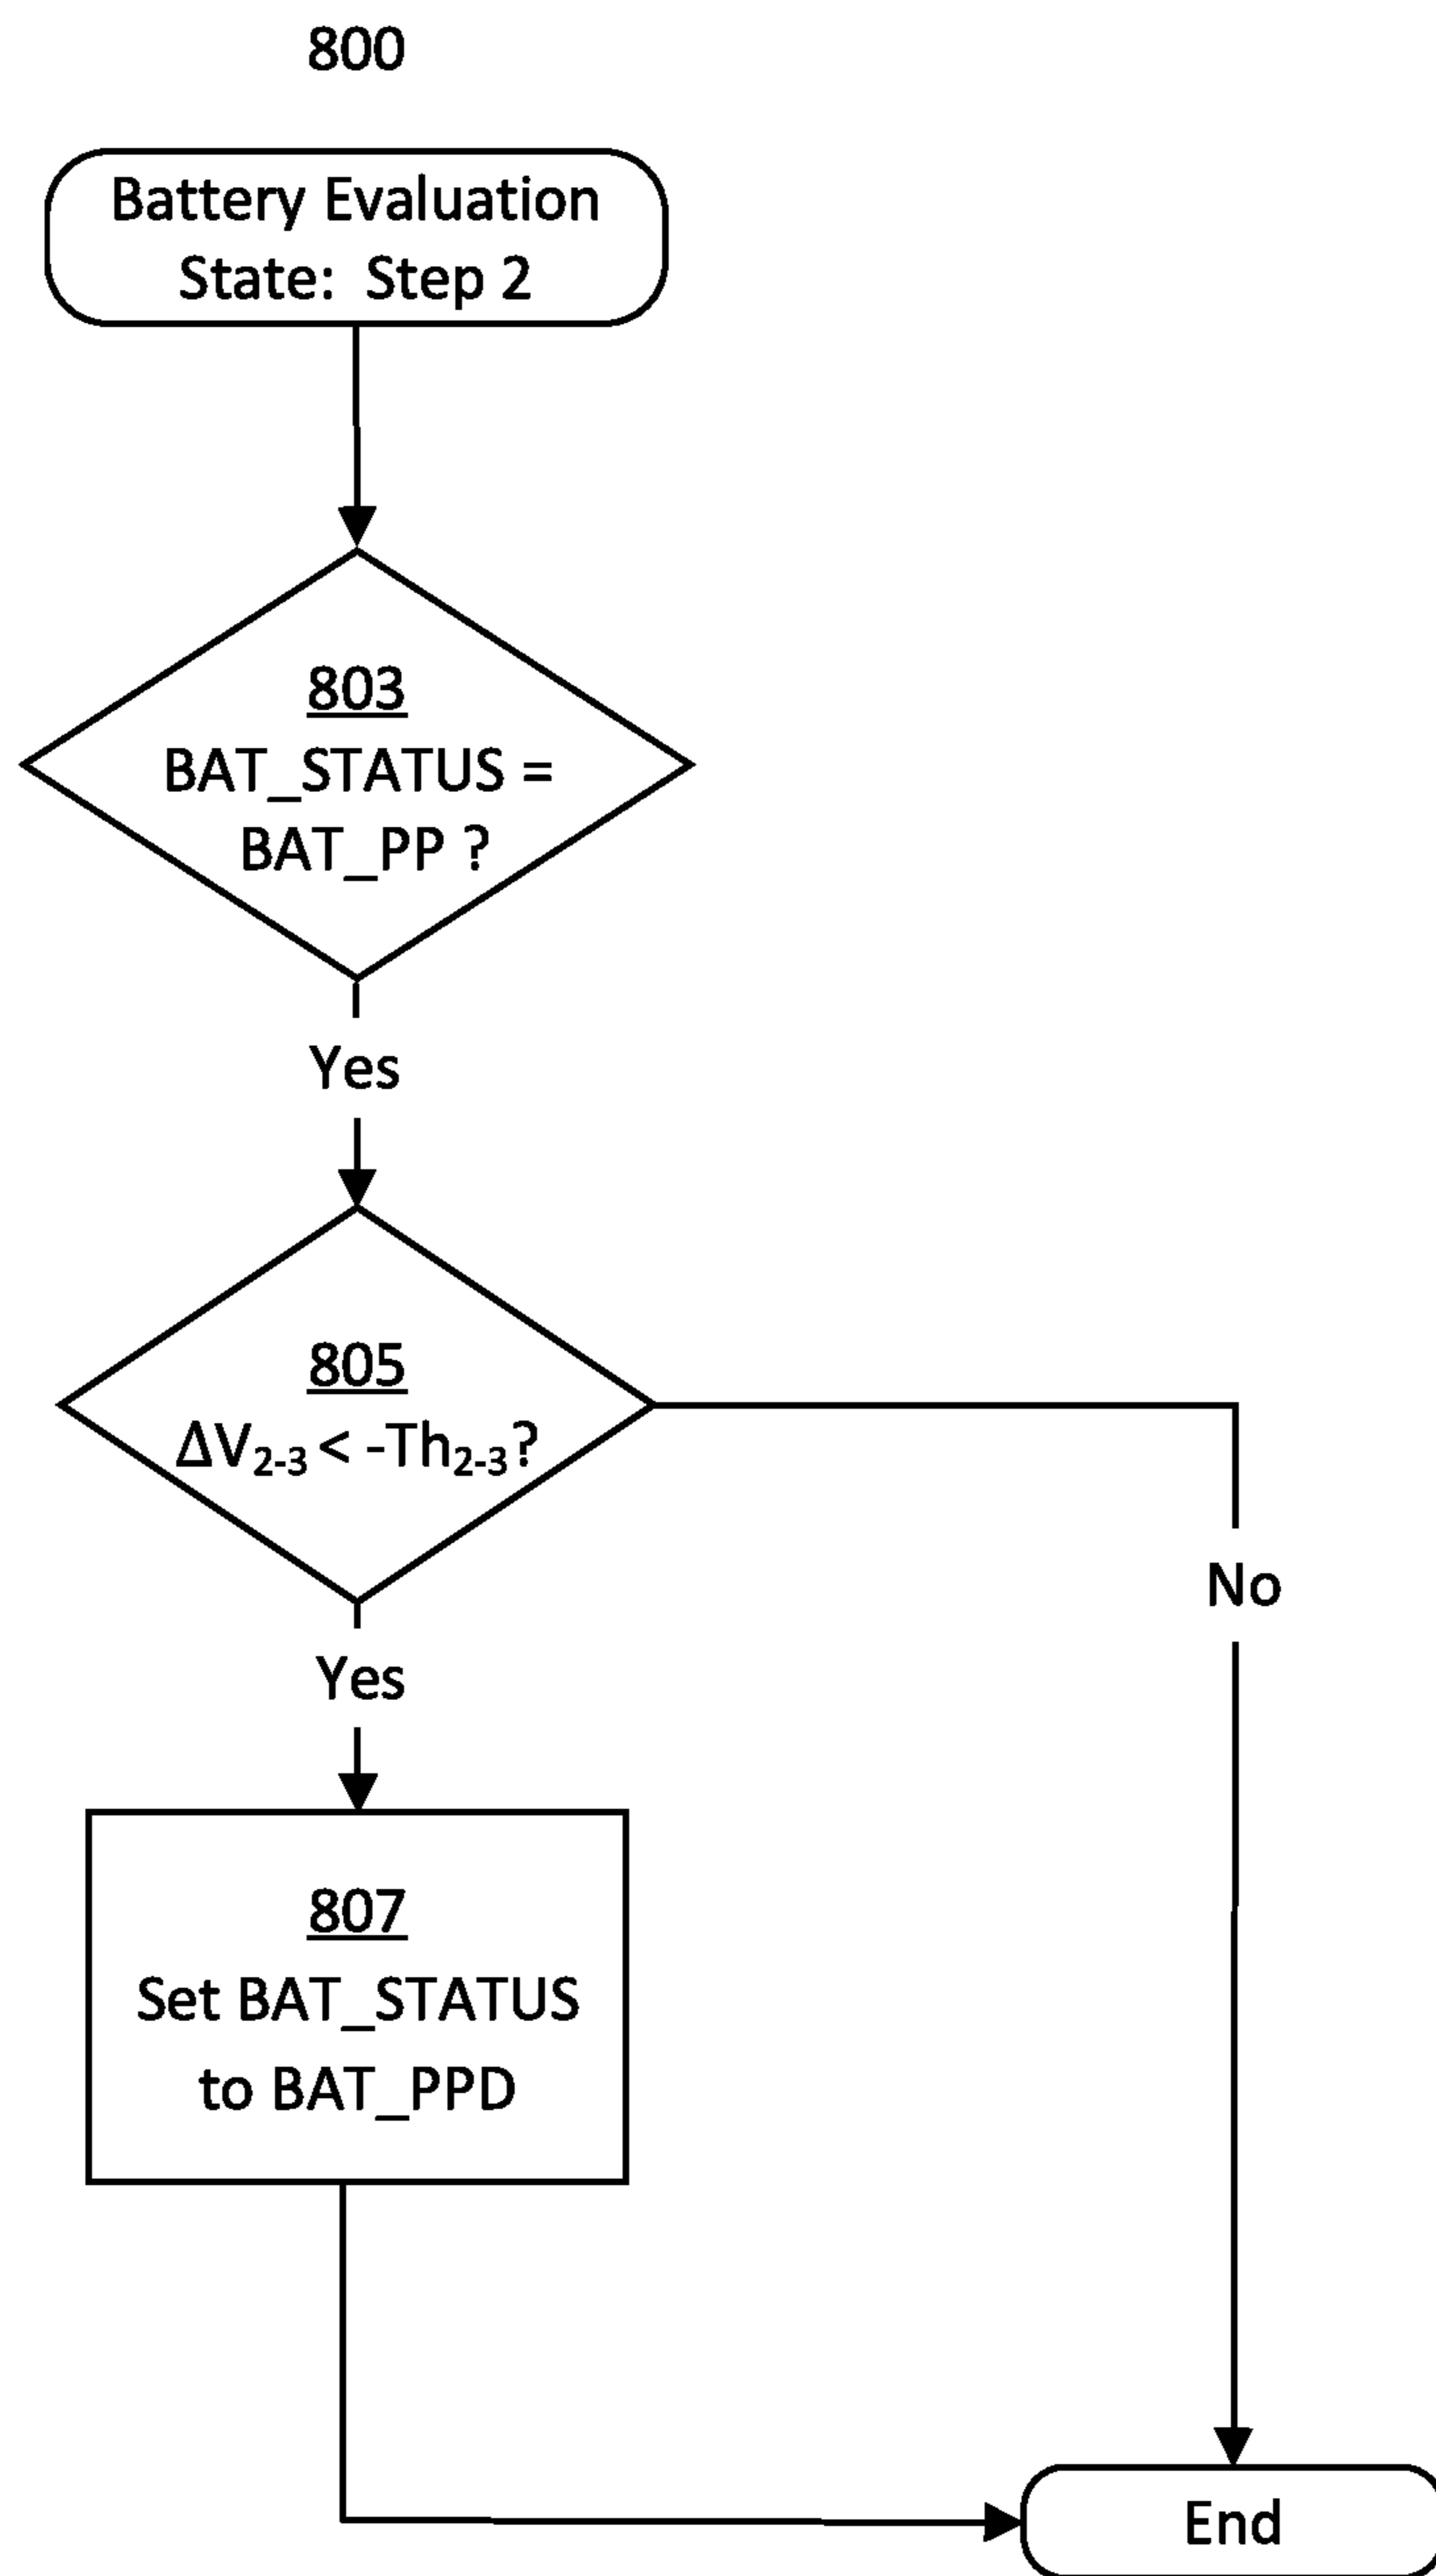 800
Battery Evaluation
State: Step 2
803
BAT_STATUS =
BAT_PP ?
Yes
805
ΔV2-3 < -Th2-3?
No
Yes
807
Set BAT_STATUS
to BAT_PPD
End